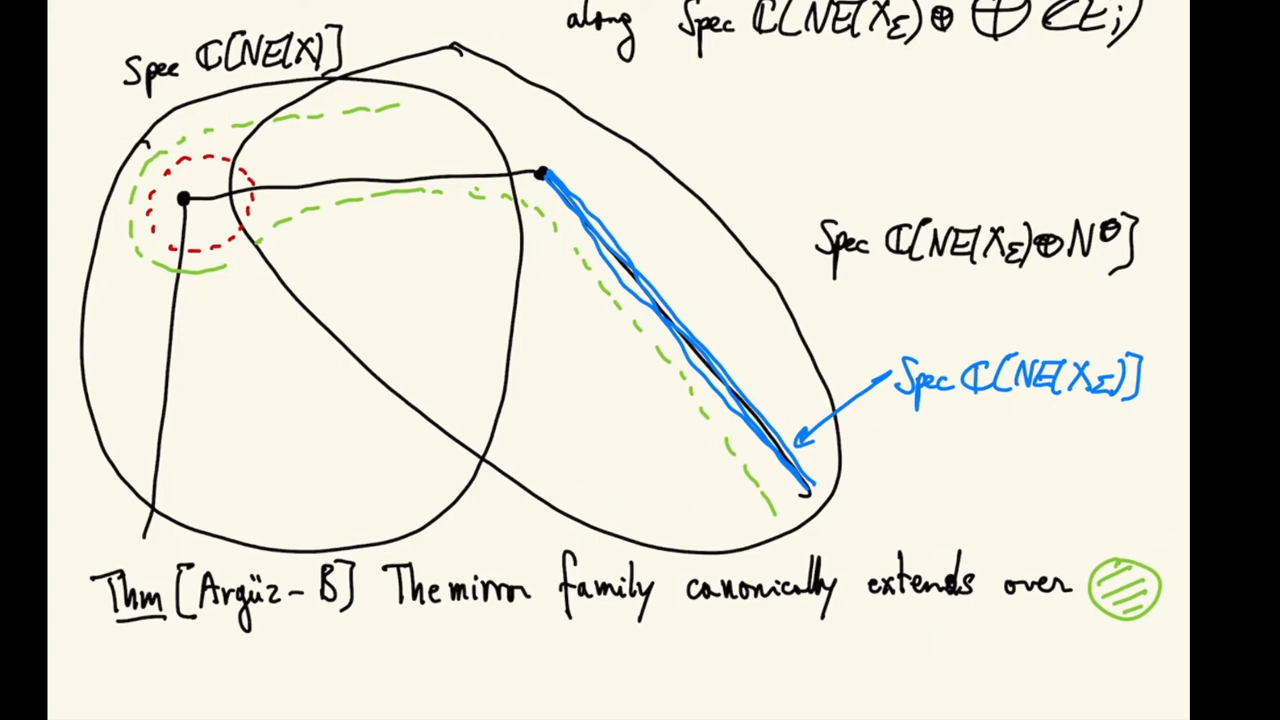 along Spec ℂ[NE(X_Σ) ⊕ ⊕ ℤE_i]
Spec ℂ[NE(X)]
Spec ℂ[NE(X_Σ)⊕N^⊕]
Spec ℂ[NE(X_Σ)]
Thm [Argüz-B] The mirror family canonically extends over